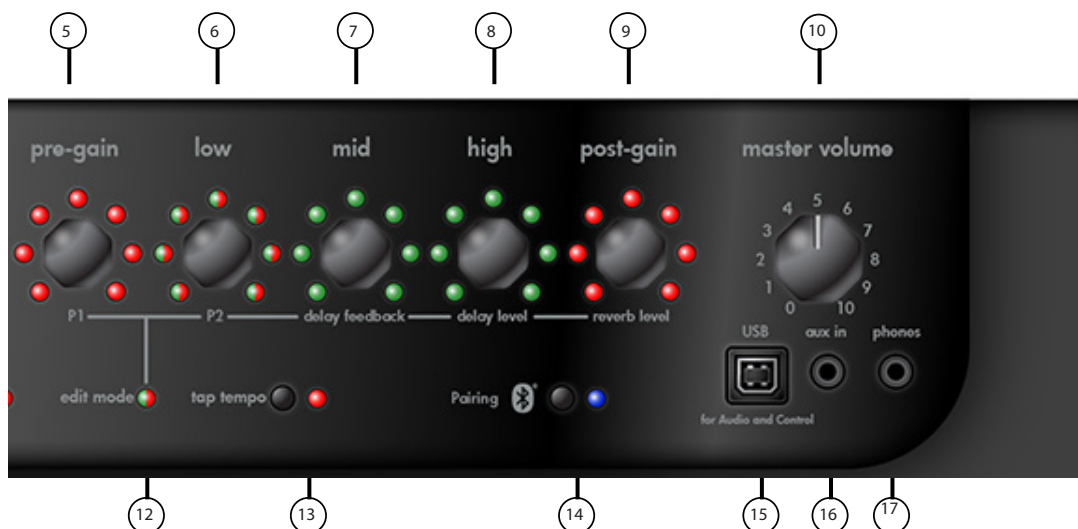 5 6 7 8 9 10
pre-gain low mid high post-gain master volume
0 1 2 3 4 5 6 7 8 9 10
P1 P2 delay feedback delay level reverb level
USB aux in phones
edit mode tap tempo Pairing
for Audio and Control
12 13 14 15 16 17